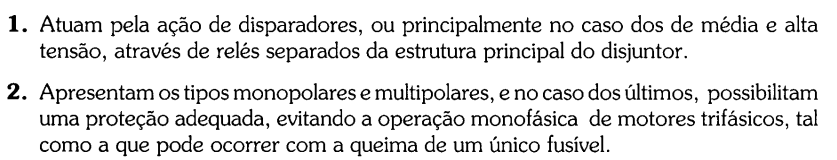 1. Atuam pela ação de disparadores, ou principalmente no caso dos de média e alta
tensão, através de relés separados da estrutura principal do disjuntor.
2. Apresentam os tipos monopolares e multipolares, e no caso dos últimos, possibilitam
uma proteção adequada, evitando a operação monofásica de motores trifásicos, tal
como a que pode ocorrer com a queima de um único fusível.